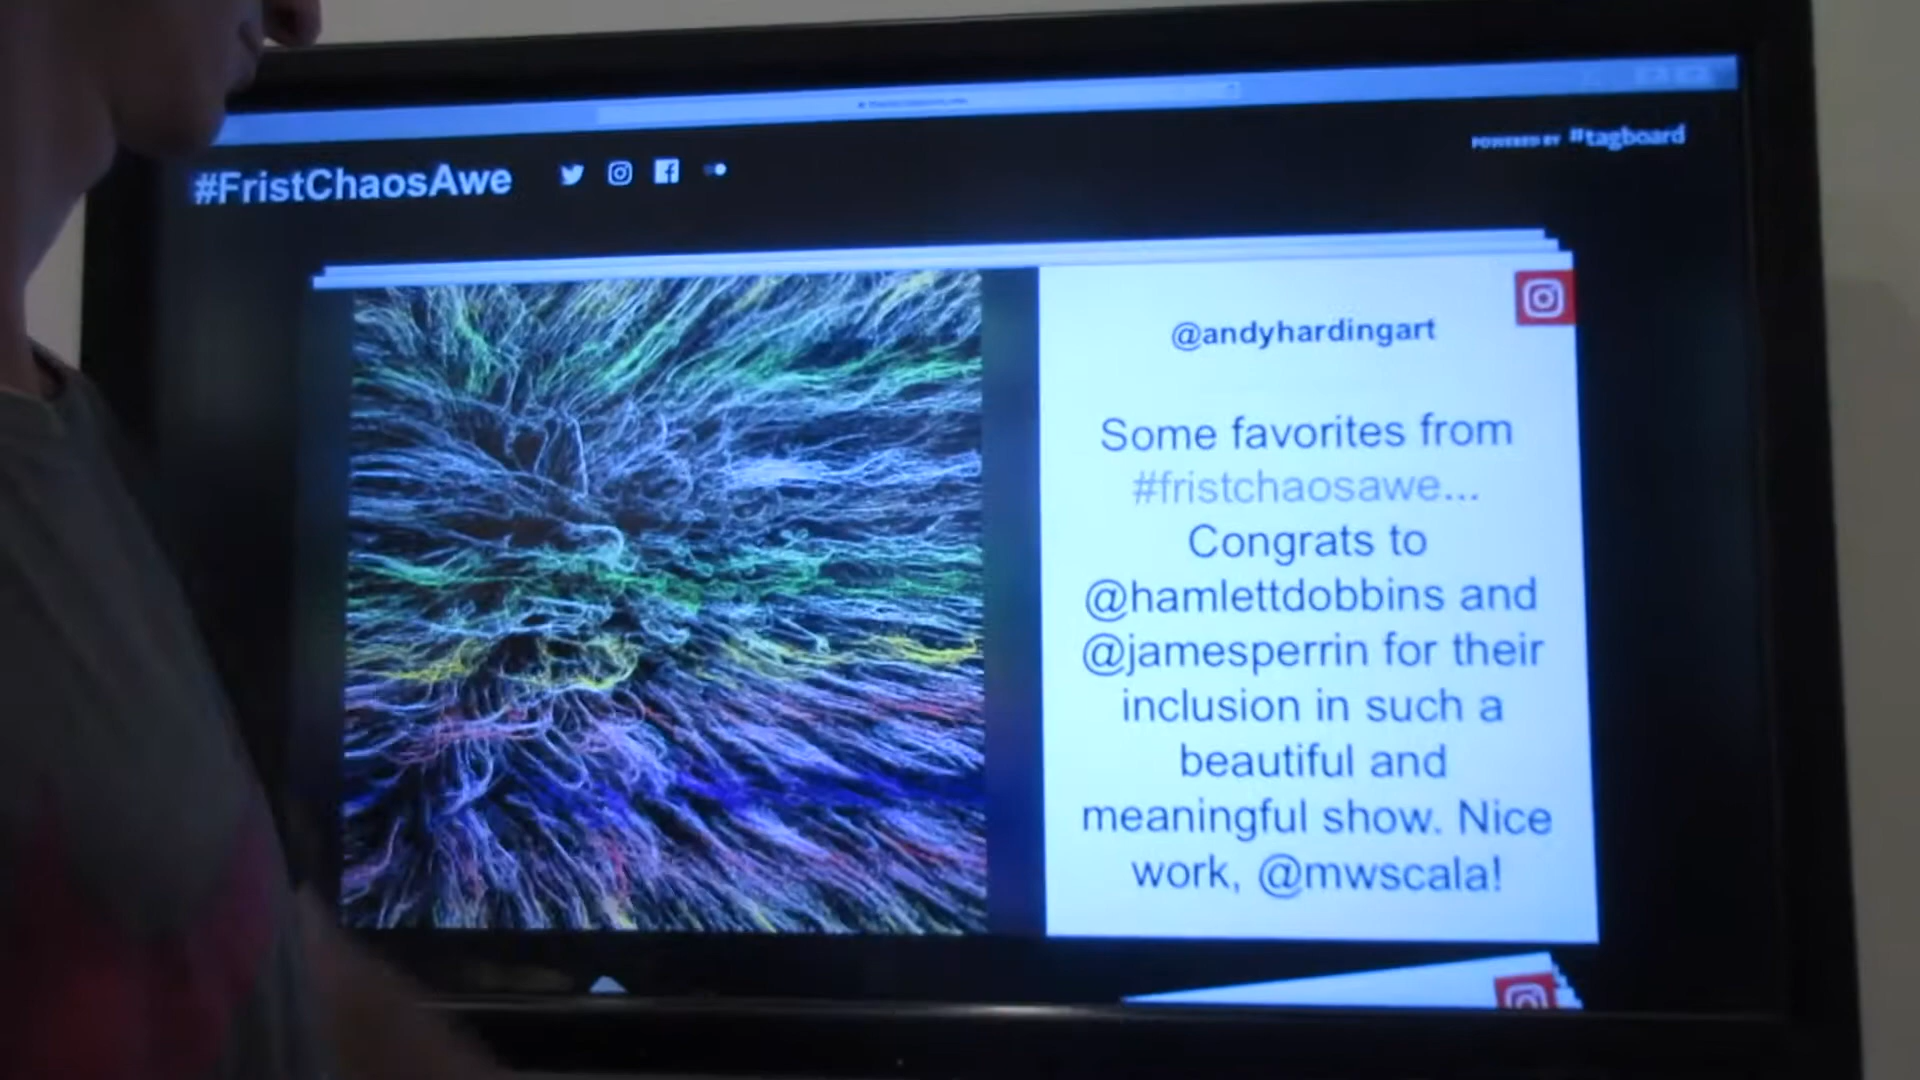 POWERED BY #tagboard
#FristChaosAwe
@andyhardingart
Some favorites from
#fristchaosawe...
Congrats to
@hamlettdobbins and
@jamesperrin for their
inclusion in such a
beautiful and
meaningful show. Nice
work, @mwscala!